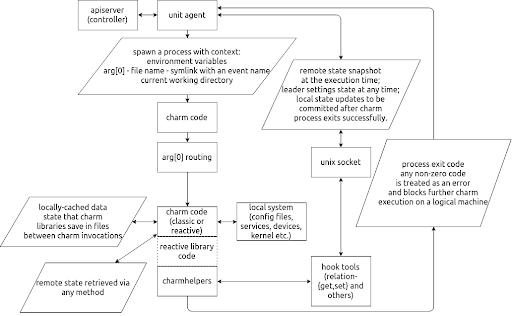 apiserver
(controller)
unit agent
spawn a process with context:
environment variables
arg[0] - file name - symlink with an event name
current working directory
remote state snapshot
at the execution time;
leader settings state at any time;
local state updates to be
committed after charm
process exits successfully.
charm code
arg[0] routing
unix socket
process exit code
any non-zero code
is treated as an error
and blocks further charm
execution on a logical machine
locally-cached data
state that charm
libraries save in files
between charm invocations
charm code
(classic or
reactive)
local system
(config files,
services, devices,
kernel etc.)
reactive library
code
remote state retrieved via
any method
charmhelpers
hook tools
(relation-
{get,set} and
others)